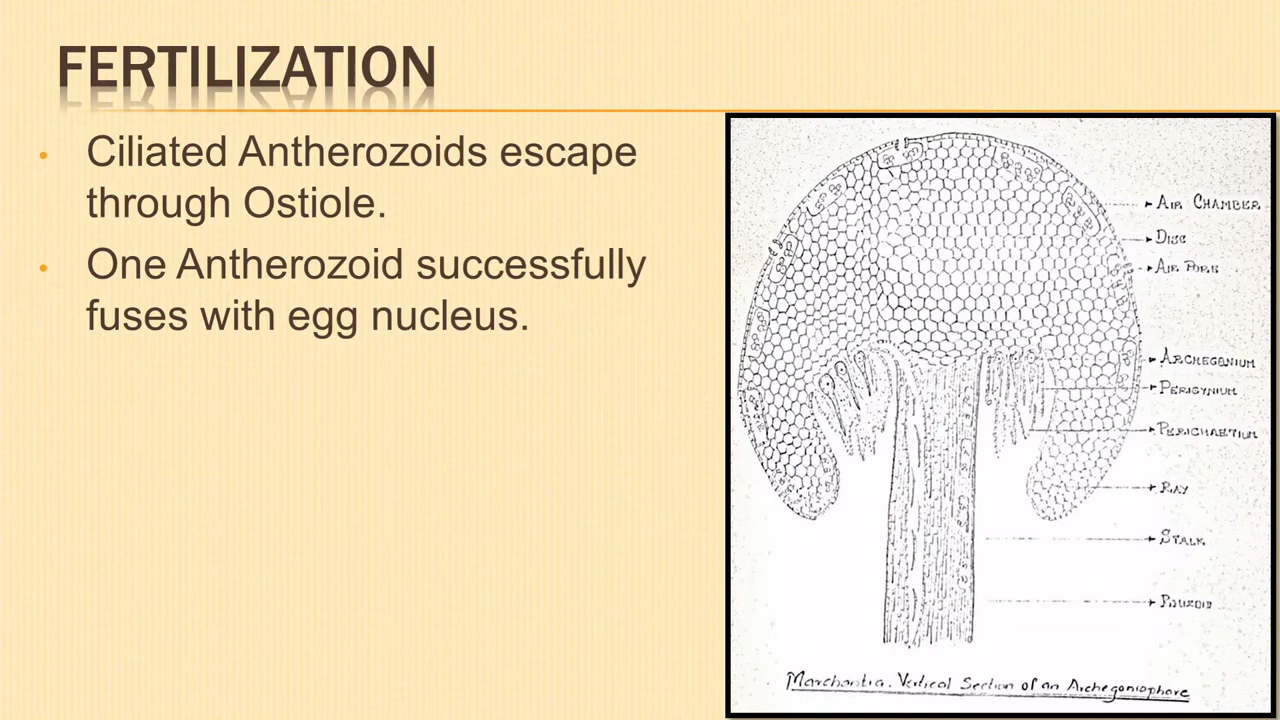 FERTILIZATION
• Ciliated Antherozoids escape
through Ostiole.
• One Antherozoid successfully
fuses with egg nucleus.
AIR CHAMBER
DISC
AIR PORE
ARCHEGONIUM
PERIGYNIUM
PERICHAETIUM
RAY
STALK
RHIZOID
Marchantia. Vertical Section of an Archegoniophore